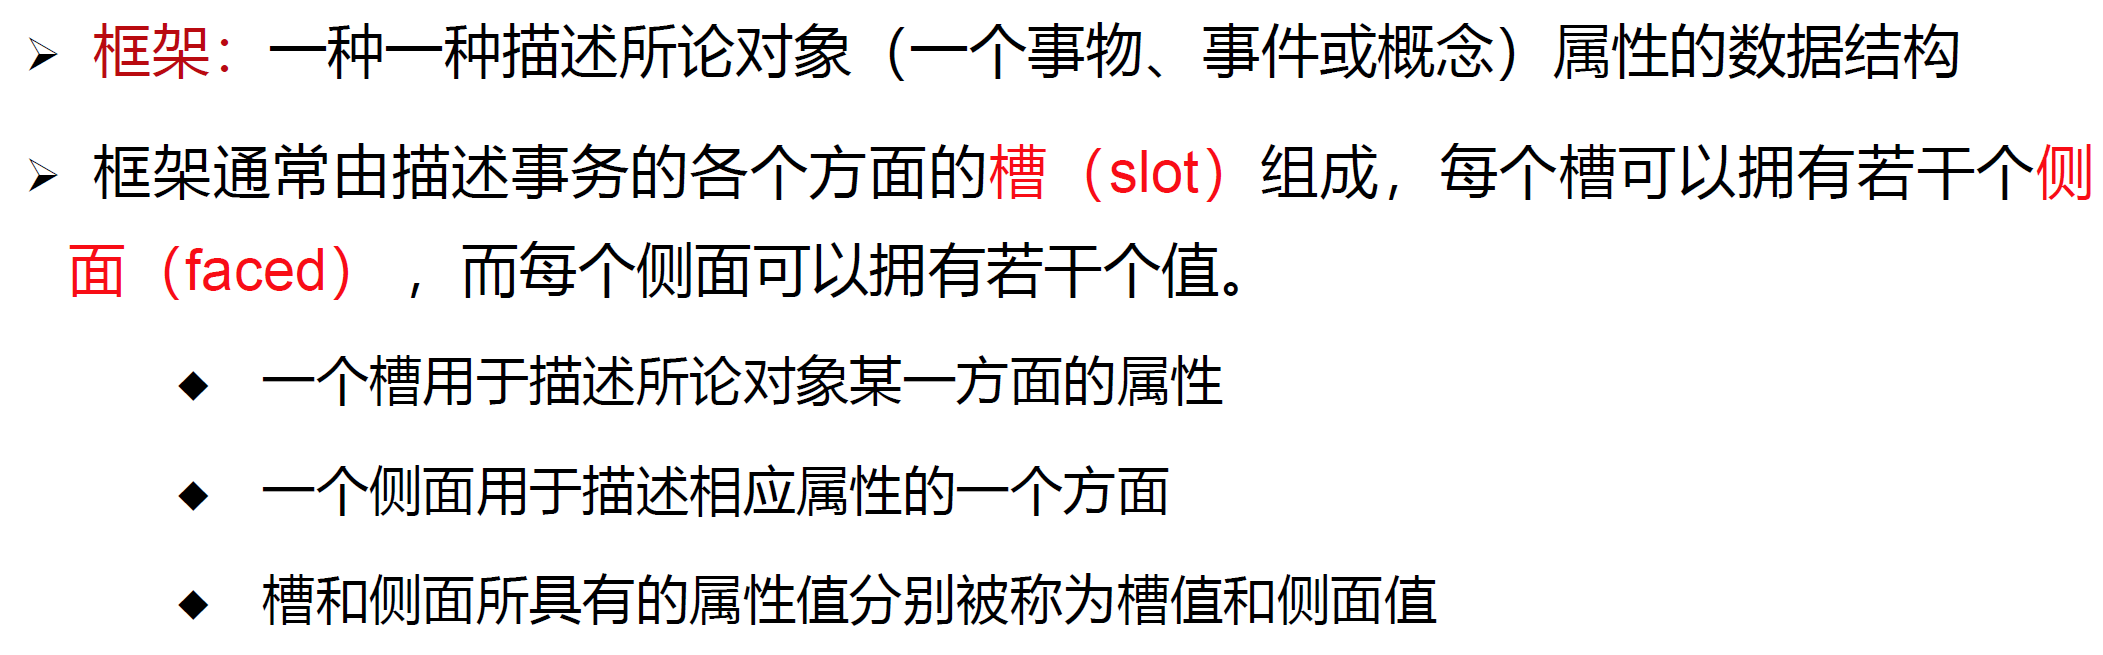 ➢ 框架：一种一种描述所论对象（一个事物、事件或概念）属性的数据结构
➢ 框架通常由描述事务的各个方面的槽（slot）组成，每个槽可以拥有若干个侧
面（faced），而每个侧面可以拥有若干个值。
◆ 一个槽用于描述所论对象某一方面的属性
◆ 一个侧面用于描述相应属性的一个方面
◆ 槽和侧面所具有的属性值分别被称为槽值和侧面值